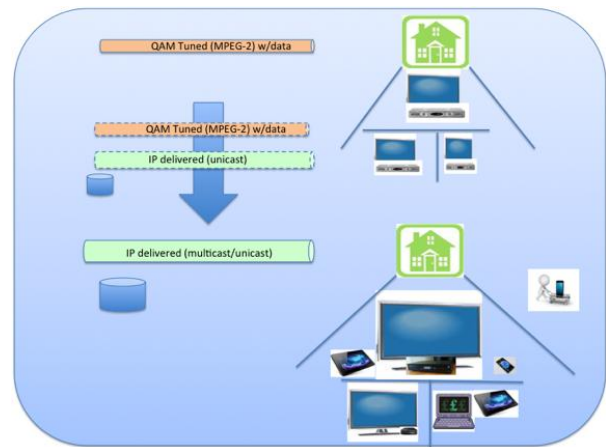 QAM Tuned (MPEG-2) w/data
QAM Tuned (MPEG-2) w/data
IP delivered (unicast)
IP delivered (multicast/unicast)
£